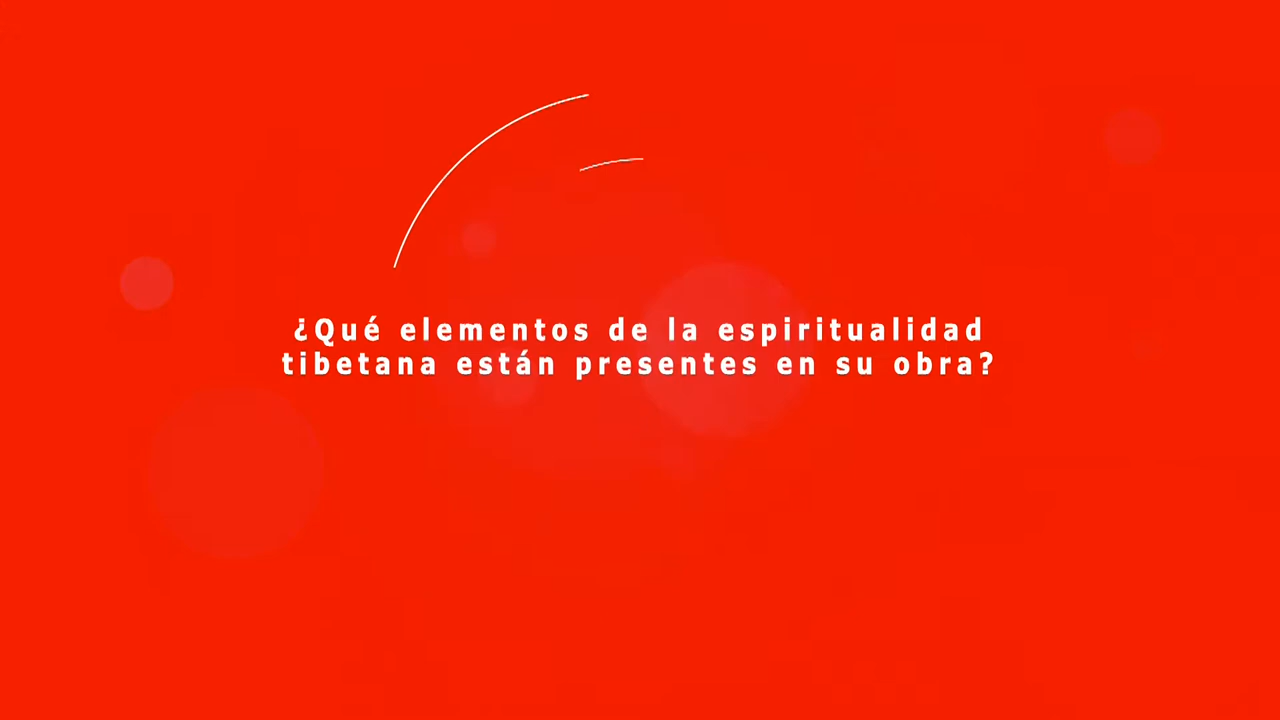 ¿Qué elementos de la espiritualidad
tibetana están presentes en su obra?